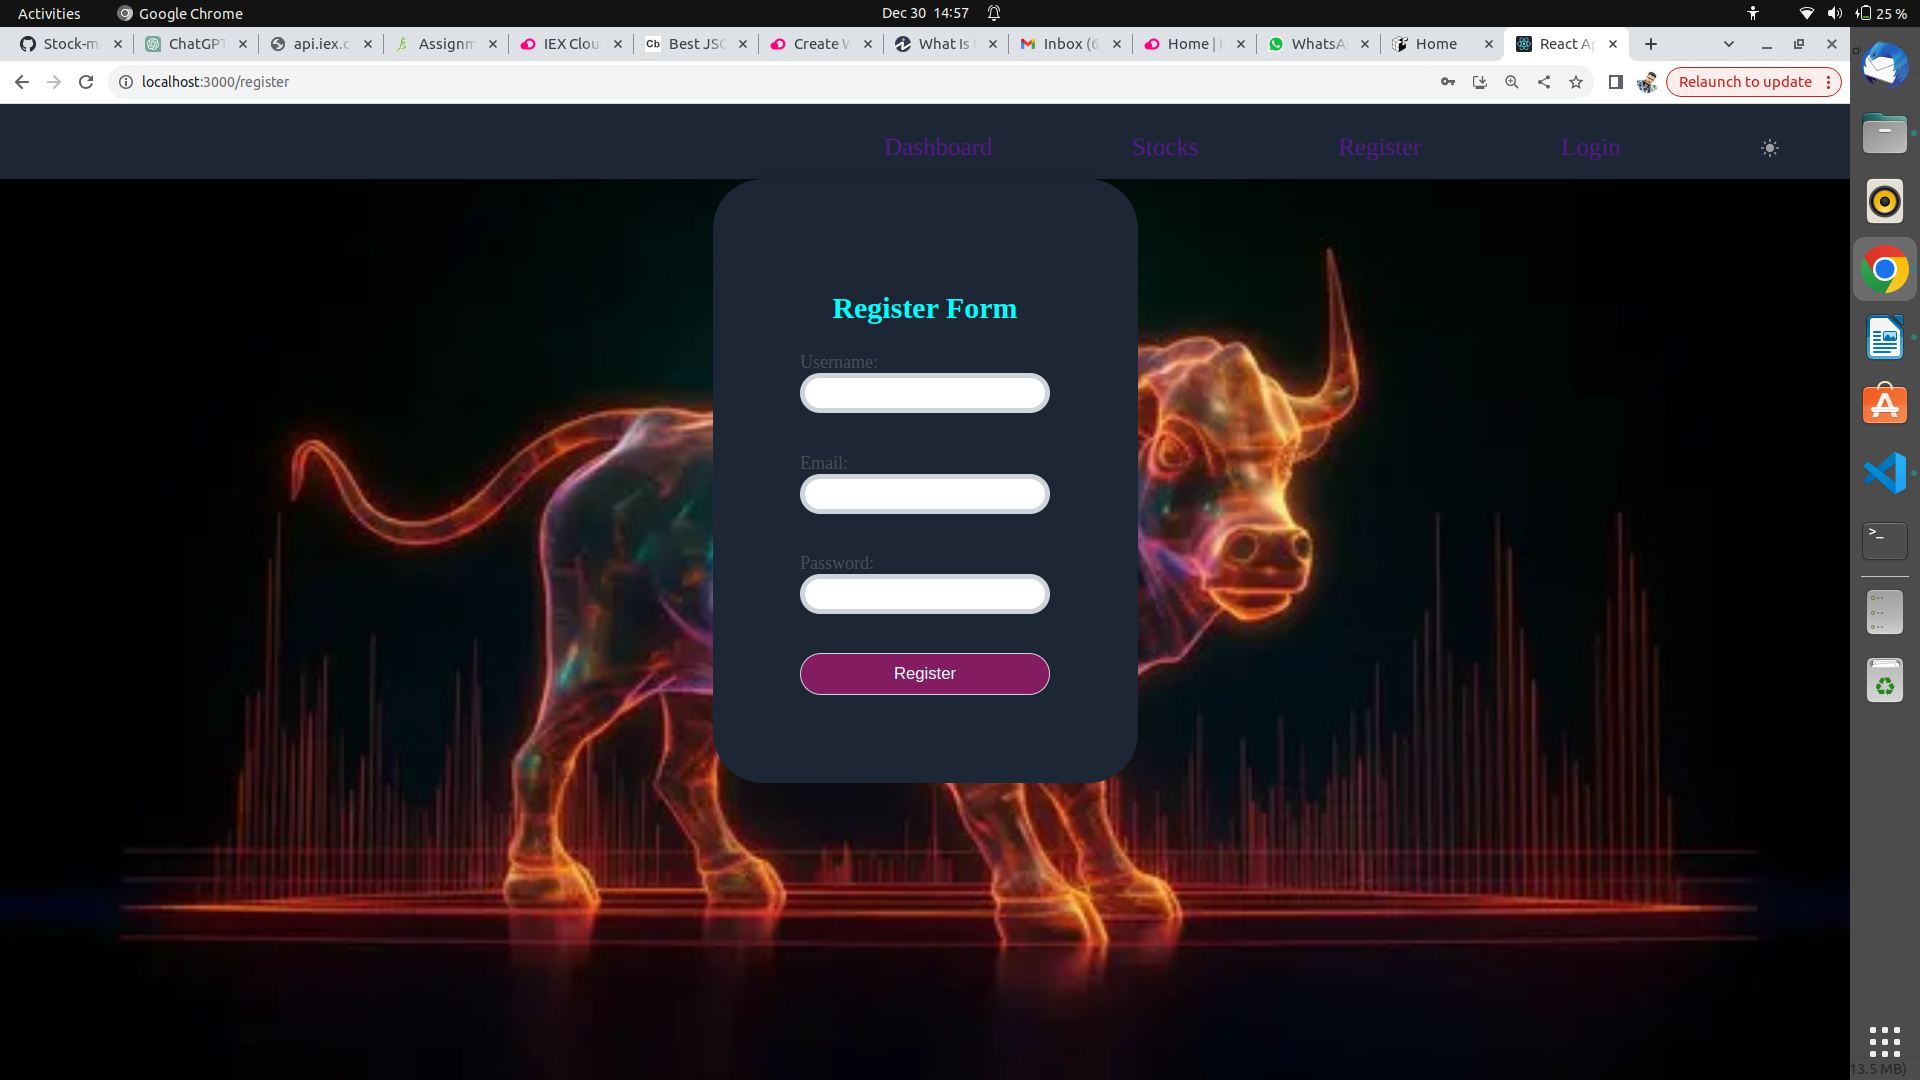 Activities Google Chrome Dec 30 14:57 25 %
Stock-m ChatGPT api.iex.c Assignm IEX Clou Best JSO Create W What Is Inbox (6 Home | WhatsA Home React Ap
localhost:3000/register Relaunch to update
Dashboard Stocks Register Login
Register Form
Username:
Email:
Password:
Register
13.5 MB)